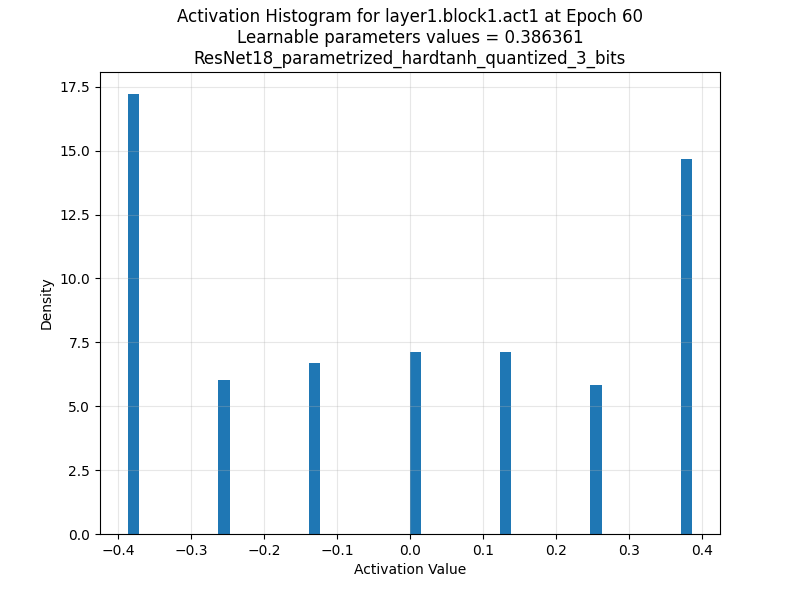 Activation Histogram for layer1.block1.act1 at Epoch 60
Learnable parameters values = 0.386361
ResNet18_parametrized_hardtanh_quantized_3_bits
17.5
15.0
12.5
10.0
7.5
5.0
2.5
0.0
Density
−0.4 −0.3 −0.2 −0.1 0.0 0.1 0.2 0.3 0.4
Activation Value